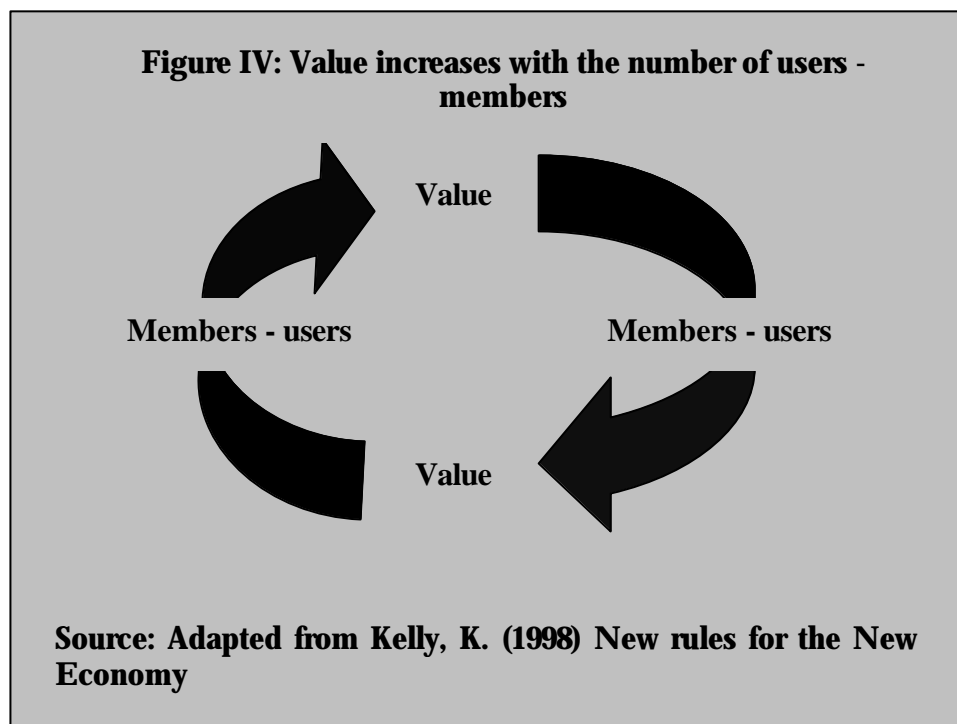 Figure IV: Value increases with the number of users -
members
Value
Members - users
Members - users
Value
Source: Adapted from Kelly, K. (1998) New rules for the New
Economy